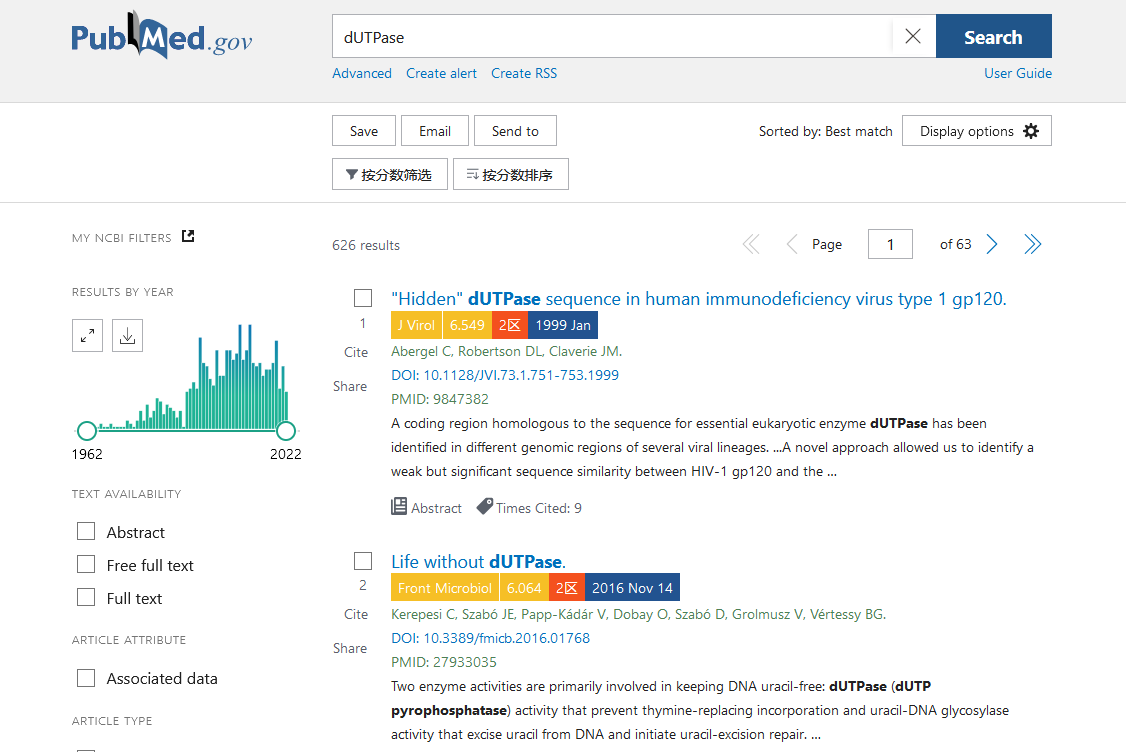 PubMed.gov
dUTPase
Search
Advanced Create alert Create RSS User Guide
Save Email Send to Sorted by: Best match Display options
按分数筛选 按分数排序
MY NCBI FILTERS
626 results Page 1 of 63
RESULTS BY YEAR
1962 2022
TEXT AVAILABILITY
Abstract
Free full text
Full text
ARTICLE ATTRIBUTE
Associated data
ARTICLE TYPE
"Hidden" dUTPase sequence in human immunodeficiency virus type 1 gp120.
1
Cite
Share
J Virol 6.549 2区 1999 Jan
Abergel C, Robertson DL, Claverie JM.
DOI: 10.1128/JVI.73.1.751-753.1999
PMID: 9847382
A coding region homologous to the sequence for essential eukaryotic enzyme dUTPase has been
identified in different genomic regions of several viral lineages. ...A novel approach allowed us to identify a
weak but significant sequence similarity between HIV-1 gp120 and the ...
Abstract Times Cited: 9
Life without dUTPase.
2
Cite
Share
Front Microbiol 6.064 2区 2016 Nov 14
Kerepesi C, Szabó JE, Papp-Kádár V, Dobay O, Szabó D, Grolmusz V, Vértessy BG.
DOI: 10.3389/fmicb.2016.01768
PMID: 27933035
Two enzyme activities are primarily involved in keeping DNA uracil-free: dUTPase (dUTP
pyrophosphatase) activity that prevent thymine-replacing incorporation and uracil-DNA glycosylase
activity that excise uracil from DNA and initiate uracil-excision repair. ...